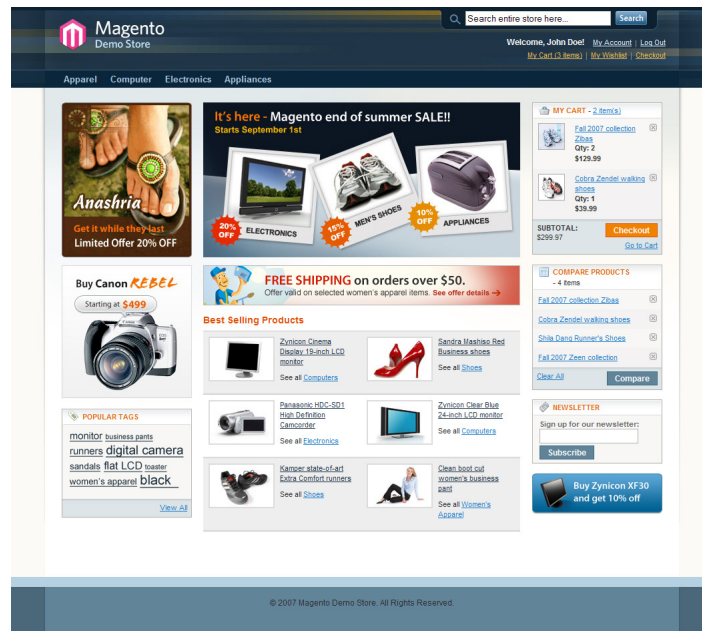 Magento
Demo Store
Search entire store here...
Search
Welcome, John Doe! My Account | Log Out
My Cart (3 items) | My Wishlist | Checkout
Apparel Computer Electronics Appliances
Anashria
Get it while they last
Limited Offer 20% OFF
It's here - Magento end of summer SALE!!
Starts September 1st
20% OFF
ELECTRONICS
15% OFF
MEN'S SHOES
10% OFF
APPLIANCES
MY CART - 2 item(s)
Fall 2007 collection
Zibas
Qty: 2
$129.99
Cobra Zendel walking
shoes
Qty: 1
$39.99
SUBTOTAL:
$299.97
Checkout
Go to Cart
Buy Canon REBEL
Starting at $499
FREE SHIPPING on orders over $50.
Offer valid on selected women's apparel items. See offer details →
Best Selling Products
Zynicon Cinema
Display 19-inch LCD
monitor
See all Computers
Sandra Mashiso Red
Business shoes
See all Shoes
Panasonic HDC-SD1
High Definition
Camcorder
See all Electronics
Zynicon Clear Blue
24-inch LCD monitor
See all Computers
Kamper state-of-art
Extra Comfort runners
See all Shoes
Clean boot cut
women's business
pant
See all Women's
Apparel
COMPARE PRODUCTS
- 4 items
Fall 2007 collection Zibas
Cobra Zendel walking shoes
Shila Dang Runner's Shoes
Fall 2007 Zeen collection
Clear All
Compare
POPULAR TAGS
monitor business pants
runners digital camera
sandals flat LCD toaster
women's apparel black
View All
NEWSLETTER
Sign up for our newsletter:
Subscribe
Buy Zynicon XF30
and get 10% off
© 2007 Magento Demo Store. All Rights Reserved.